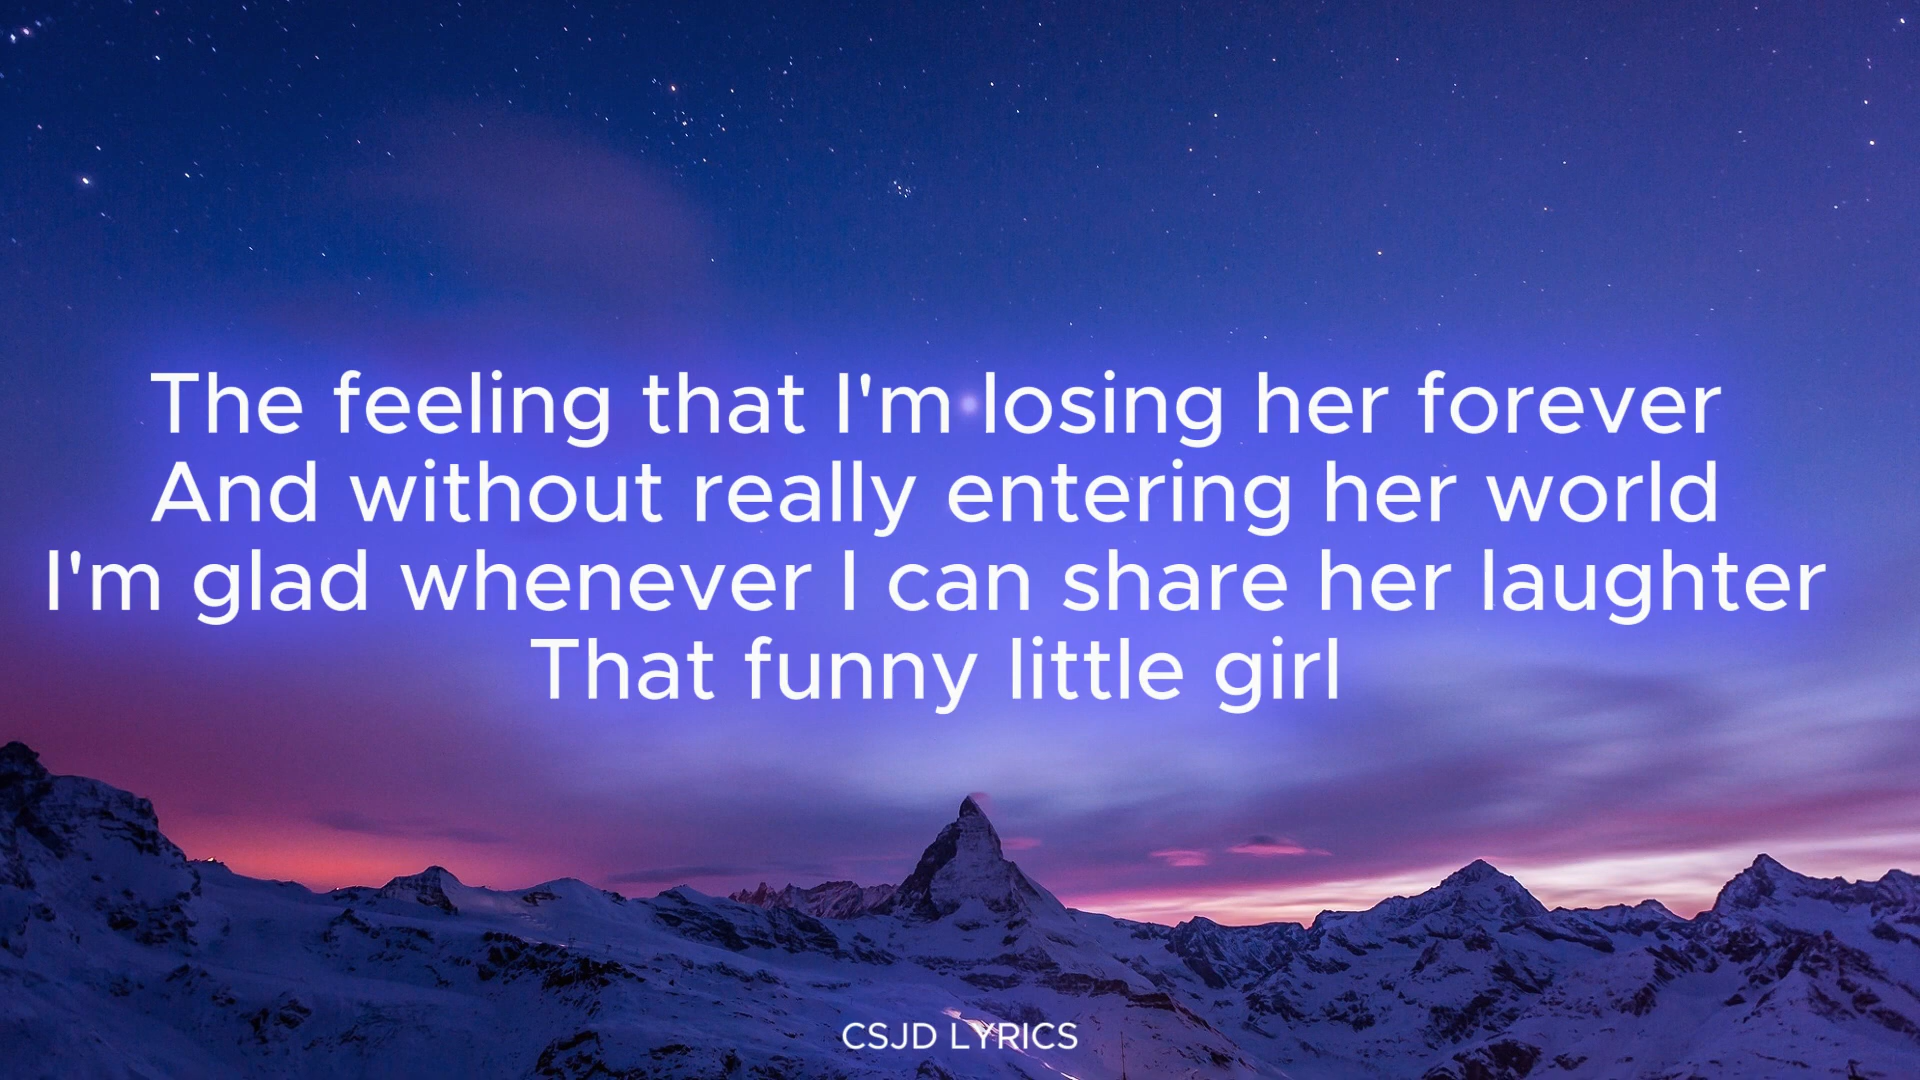 The feeling that I'm losing her forever
And without really entering her world
I'm glad whenever I can share her laughter
That funny little girl
CSJD LYRICS